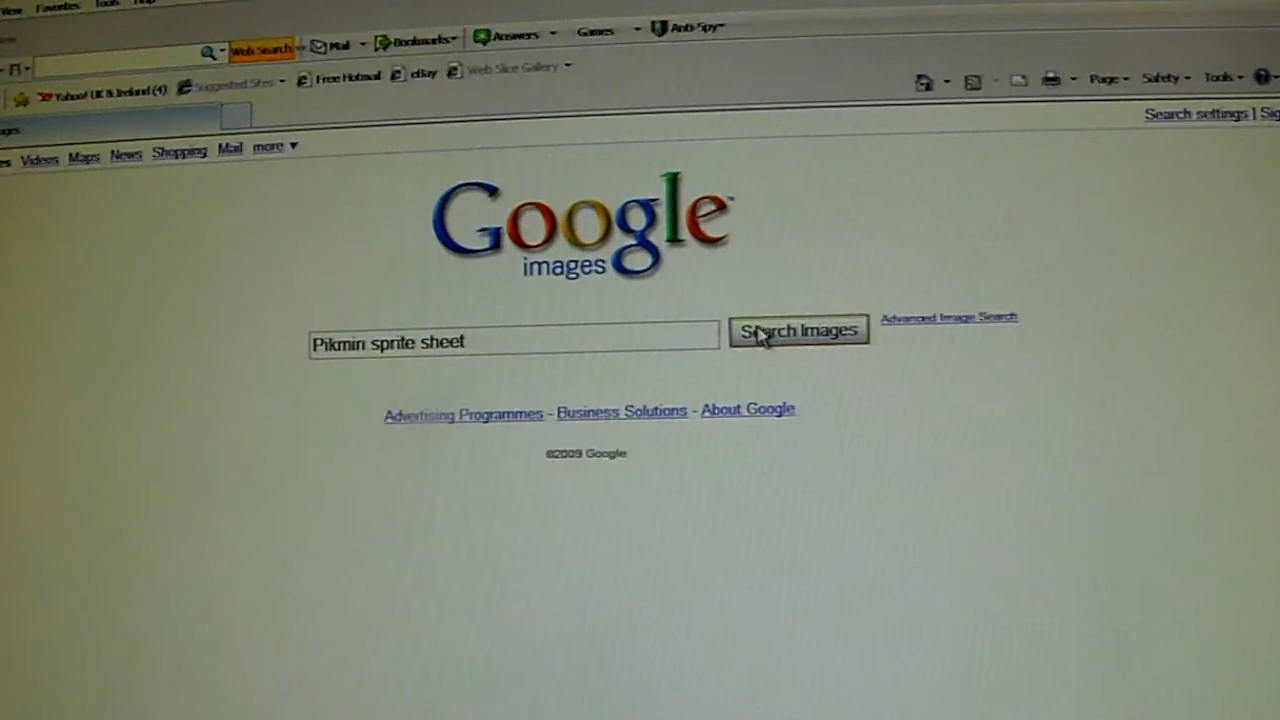 View Favorites Tools Help
Web Search Mail Bookmarks Answers Games Anti-Spy
Yahoo! UK & Ireland (4) Suggested Sites Free Hotmail eBay Web Slice Gallery
Page Safety Tools
Videos Maps News Shopping Mail more
Search settings |
Google™
images
Pikmin sprite sheet
Search Images
Advanced Image Search
Advertising Programmes - Business Solutions - About Google
©2009 Google